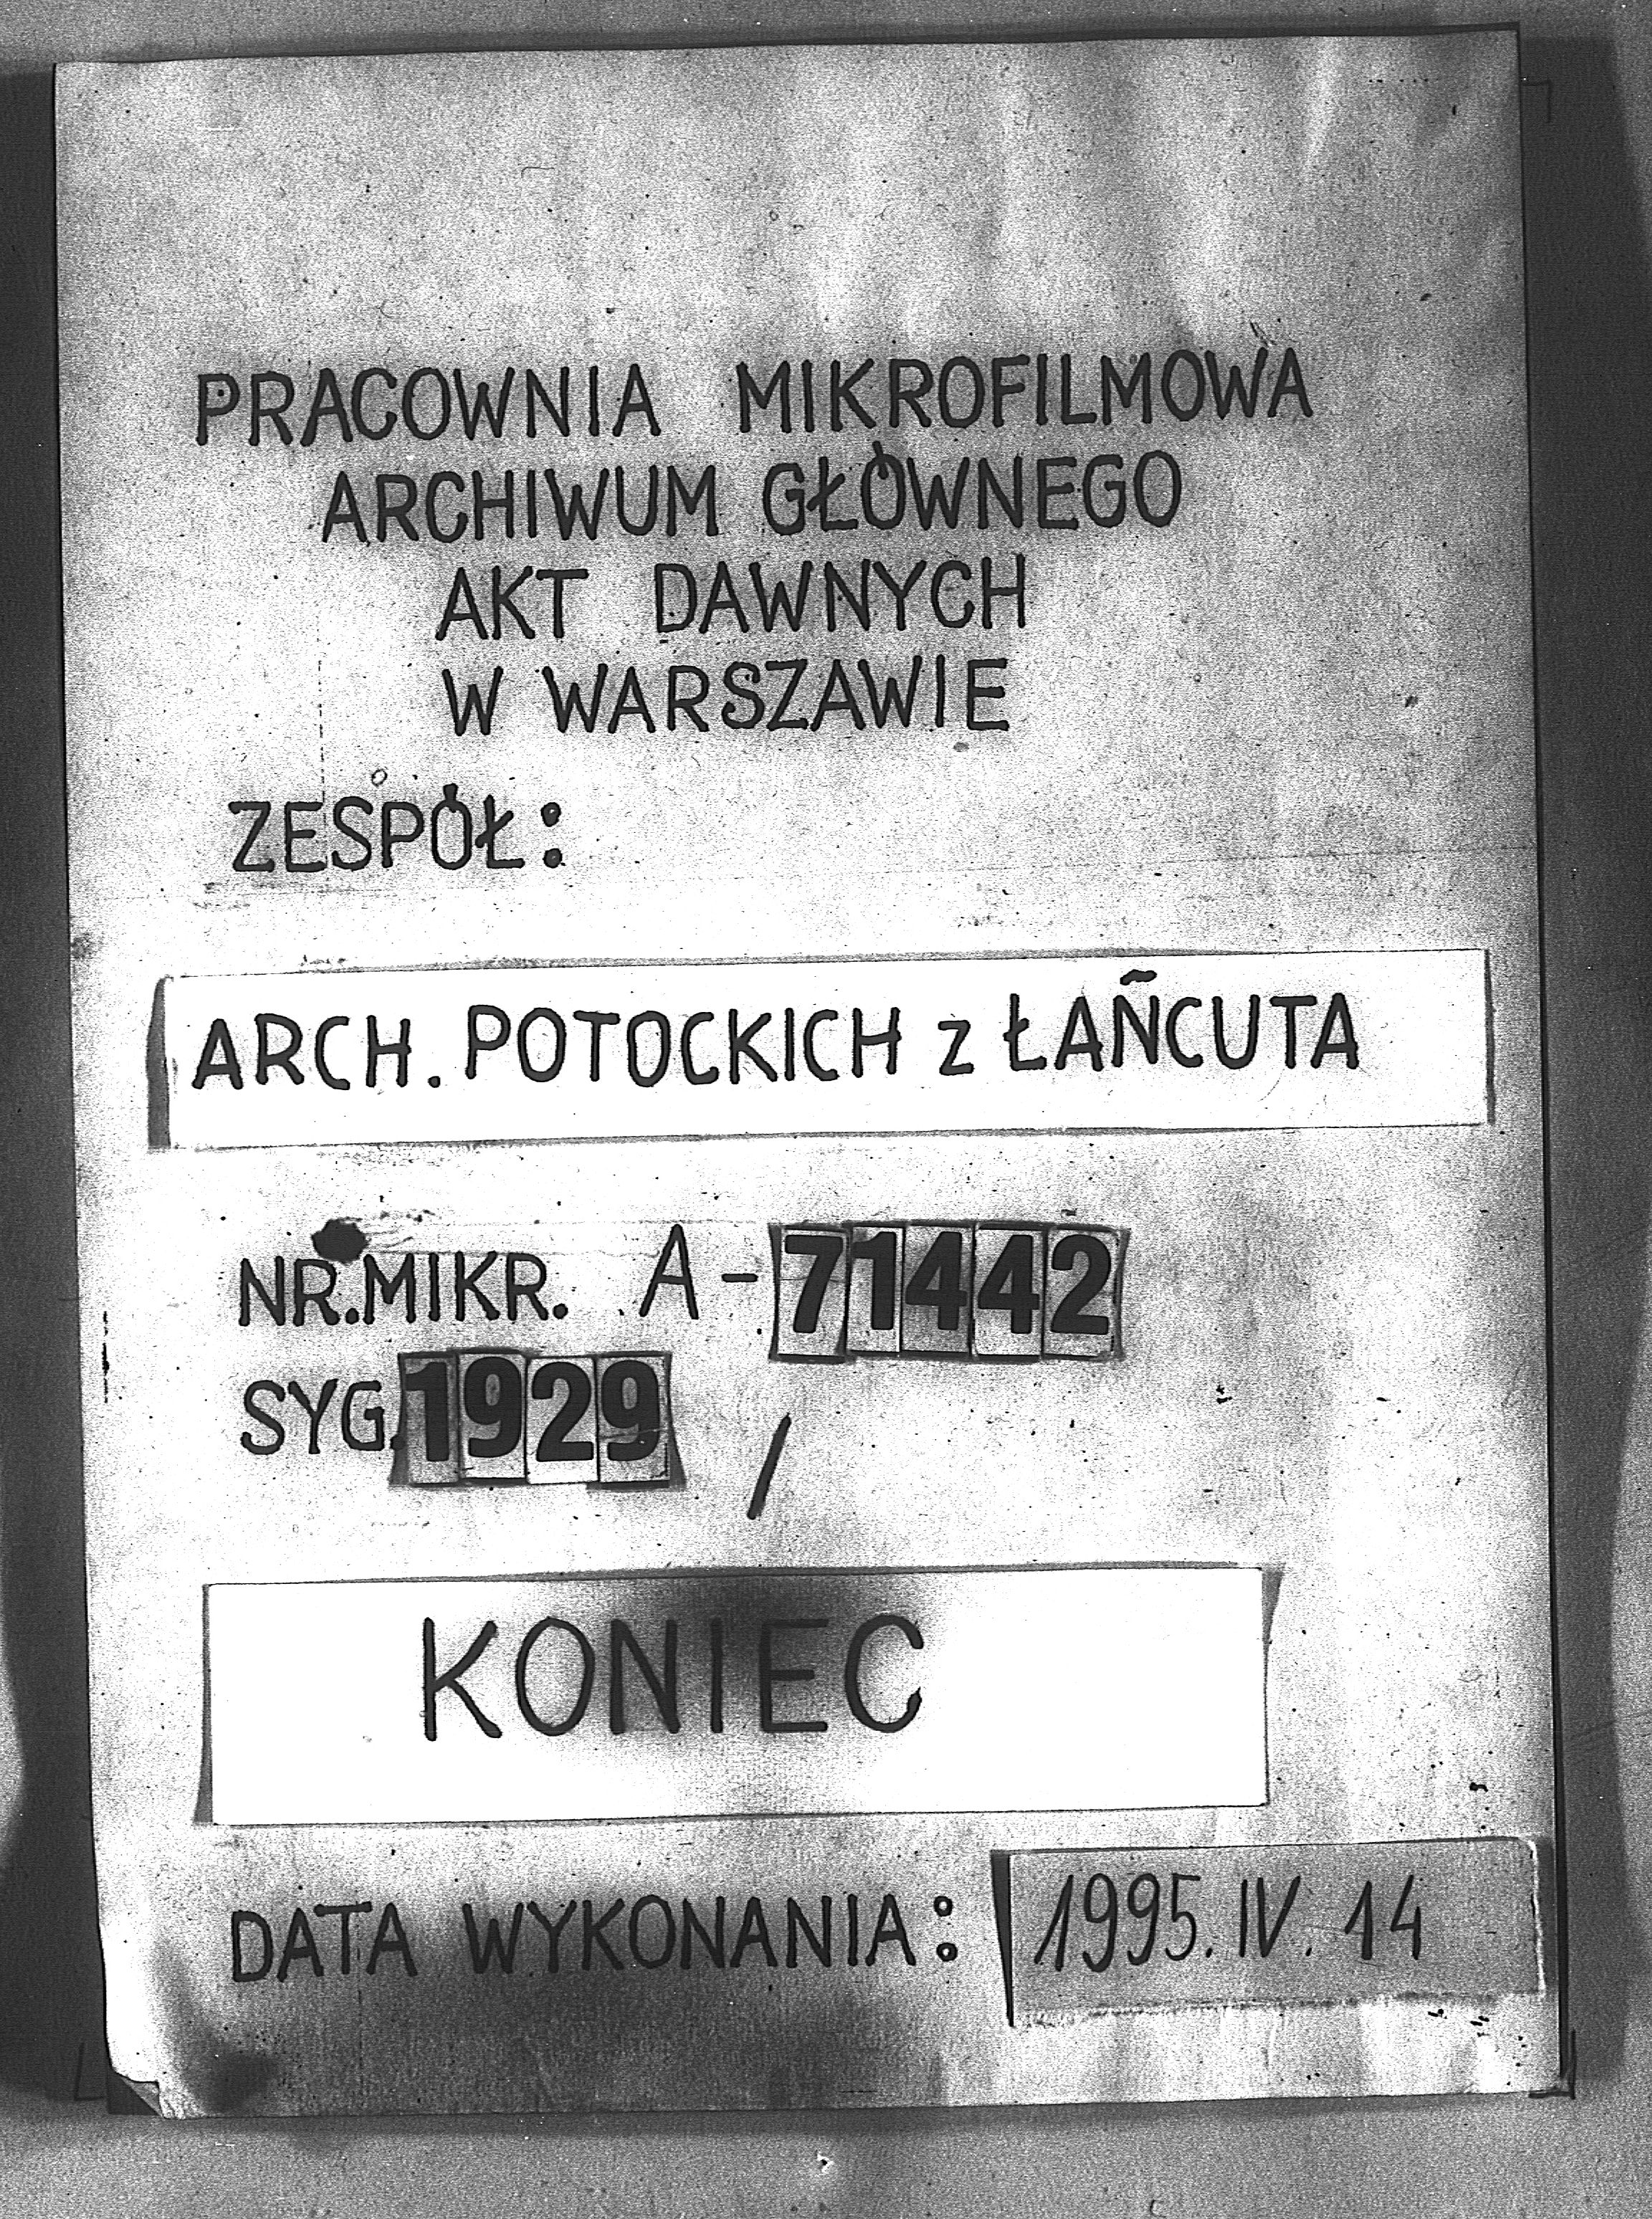 PRACOWNIA MIKROFILMOWA
ARCHIWUM GŁÓWNEGO
AKT DAWNYCH
W WARSZAWIE
ZESPÓŁ:
ARCH. POTOCKICH z ŁAŃCUTA
NR.MIKR. A-71442
SYG.1929 /
KONIEC
DATA WYKONANIA: 1995.IV.14